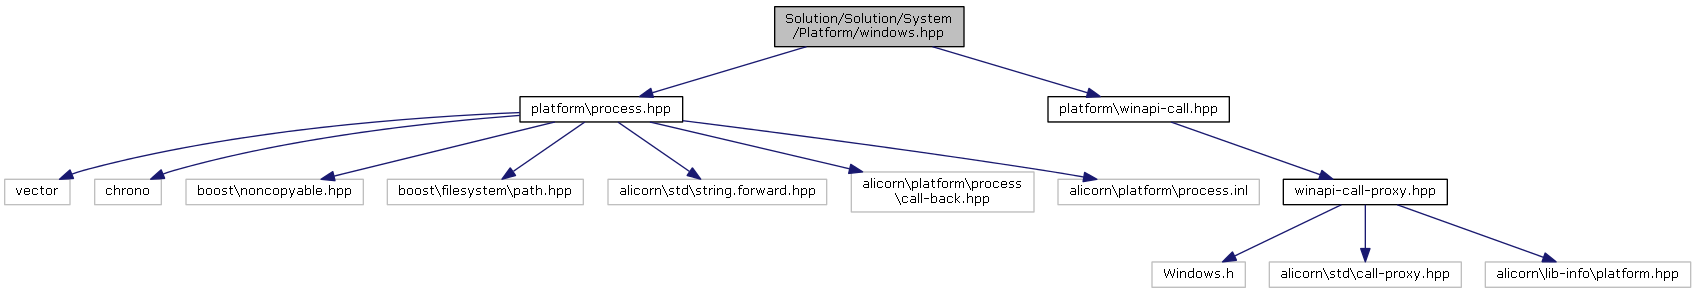 Solution/Solution/System
/Platform/windows.hpp
platform\process.hpp
platform\winapi-call.hpp
vector
chrono
boost\noncopyable.hpp
boost\filesystem\path.hpp
alicorn\std\string.forward.hpp
alicorn\platform\process
\call-back.hpp
alicorn\platform\process.inl
winapi-call-proxy.hpp
Windows.h
alicorn\std\call-proxy.hpp
alicorn\lib-info\platform.hpp